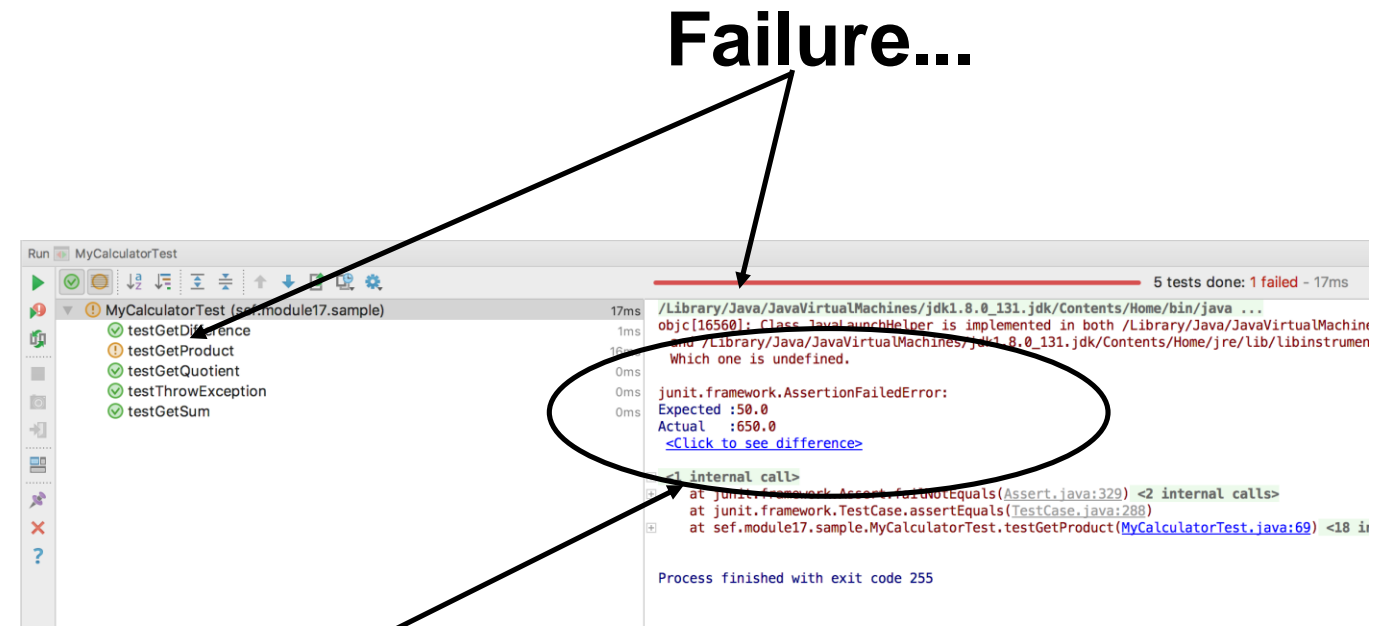 Failure...
Run MyCalculatorTest
5 tests done: 1 failed - 17ms
MyCalculatorTest (sef.module17.sample) 17ms
testGetDifference 1ms
testGetProduct 16ms
testGetQuotient 0ms
testThrowException 0ms
testGetSum 0ms
/Library/Java/JavaVirtualMachines/jdk1.8.0_131.jdk/Contents/Home/bin/java ...
objc[16560]: Class JavaLaunchHelper is implemented in both /Library/Java/JavaVirtualMachine
and /Library/Java/JavaVirtualMachines/jdk1.8.0_131.jdk/Contents/Home/jre/lib/libinstrumen
Which one is undefined.
junit.framework.AssertionFailedError:
Expected :50.0
Actual :650.0
<Click to see difference>
<1 internal call>
at junit.framework.Assert.failNotEquals(Assert.java:329) <2 internal calls>
at junit.framework.TestCase.assertEquals(TestCase.java:288)
at sef.module17.sample.MyCalculatorTest.testGetProduct(MyCalculatorTest.java:69) <18 in
Process finished with exit code 255